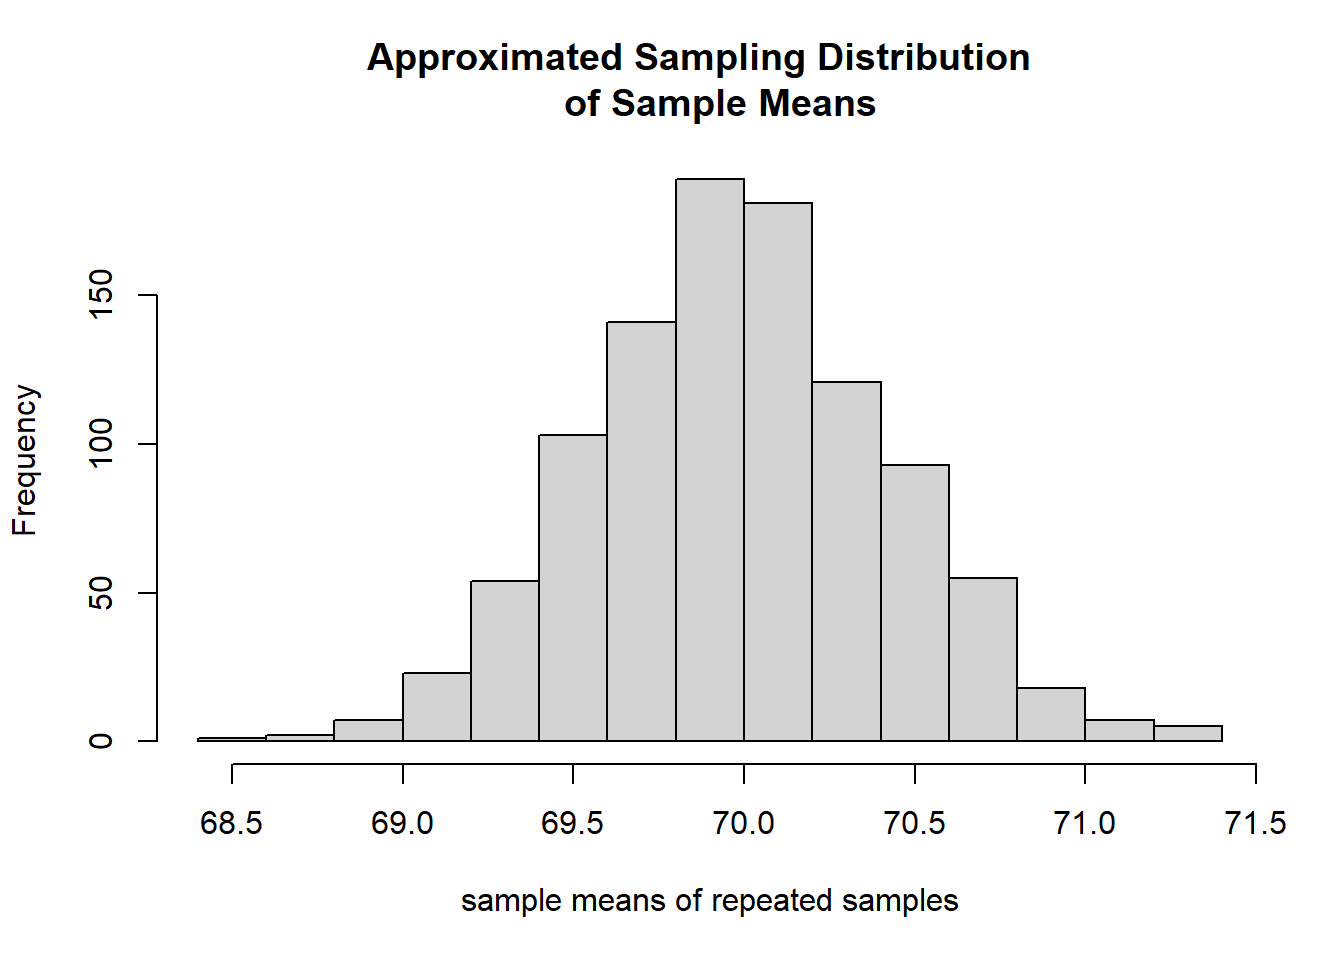 Approximated Sampling Distribution
of Sample Means
Frequency
150
100
50
0
68.5 69.0 69.5 70.0 70.5 71.0 71.5
sample means of repeated samples